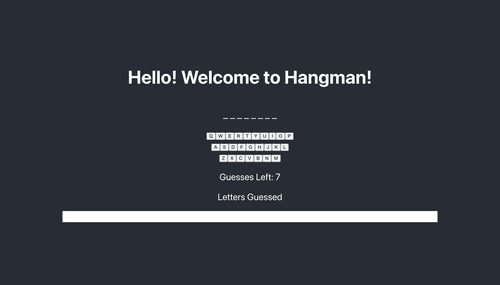 Hello! Welcome to Hangman!
_ _ _ _ _ _ _ _
Q W E R T Y U I O P
A S D F G H J K L
Z X C V B N M
Guesses Left: 7
Letters Guessed